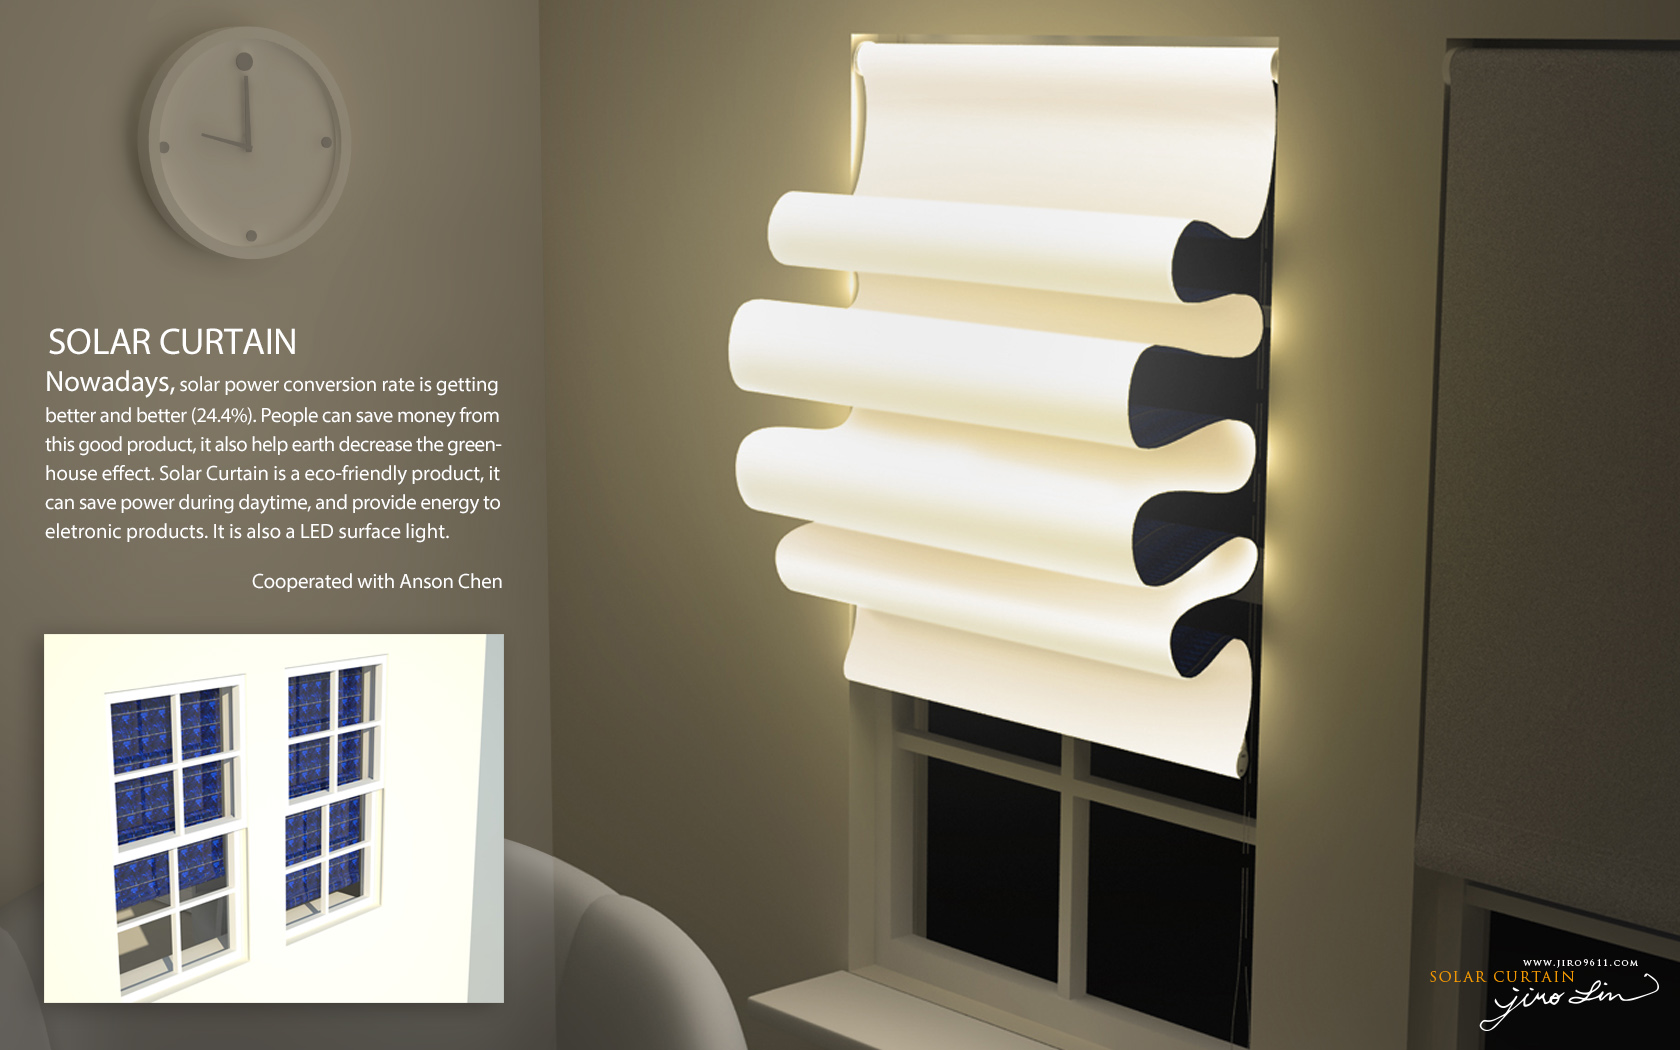 SOLAR CURTAIN
Nowadays, solar power conversion rate is getting
better and better (24.4%). People can save money from
this good product, it also help earth decrease the green-
house effect. Solar Curtain is a eco-friendly product, it
can save power during daytime, and provide energy to
eletronic products. It is also a LED surface light.
Cooperated with Anson Chen
WWW.JIRO9611.COM
SOLAR CURTAIN
jiro Lin